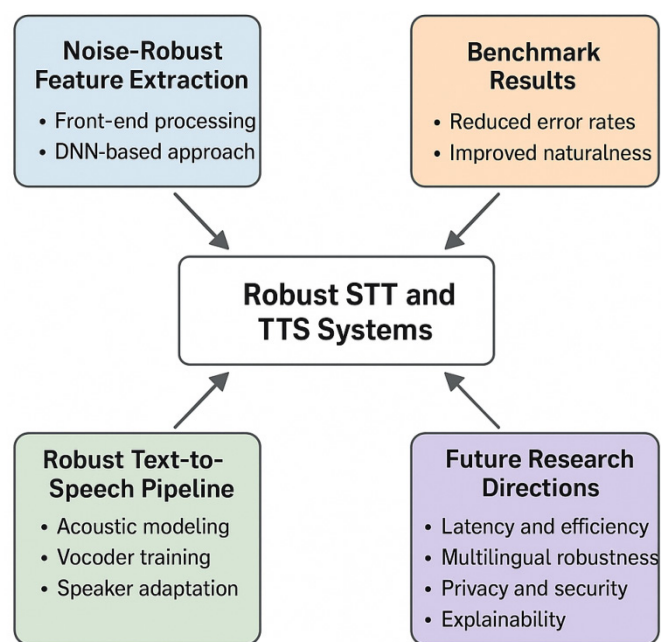 Noise-Robust
Feature Extraction
• Front-end processing
• DNN-based approach
Benchmark
Results
• Reduced error rates
• Improved naturalness
Robust STT and
TTS Systems
Robust Text-to-
Speech Pipeline
• Acoustic modeling
• Vocoder training
• Speaker adaptation
Future Research
Directions
• Latency and efficiency
• Multilingual robustness
• Privacy and security
• Explainability